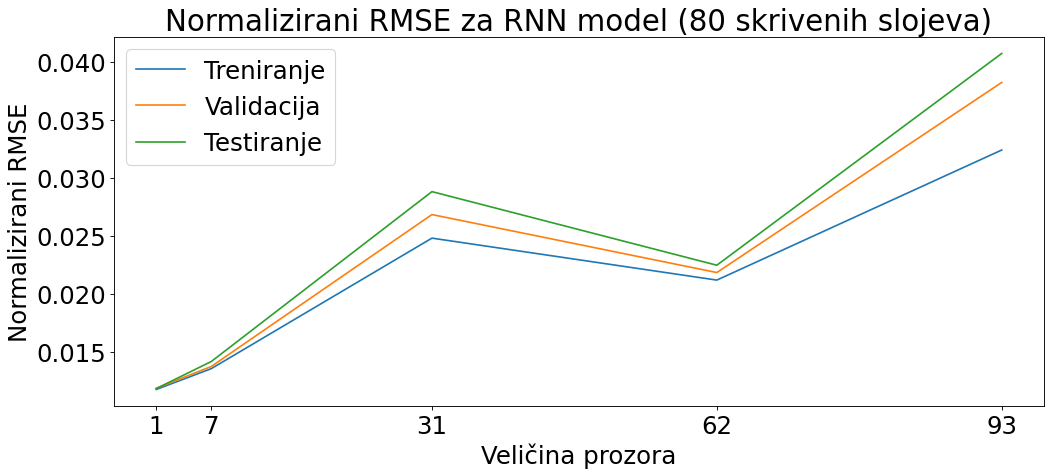 Normalizirani RMSE za RNN model (80 skrivenih slojeva)
Treniranje
Validacija
Testiranje
Normalizirani RMSE
0.040
0.035
0.030
0.025
0.020
0.015
1 7 31 62 93
Veličina prozora